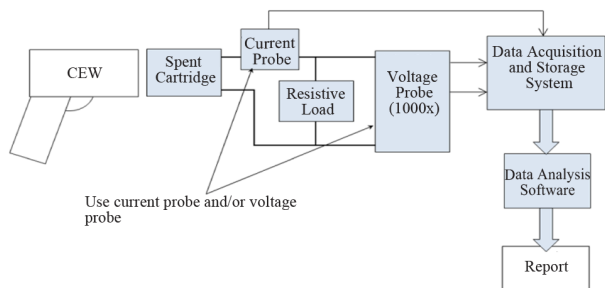 CEW
Spent
Cartridge
Current
Probe
Resistive
Load
Voltage
Probe
(1000x)
Data Acquisition
and Storage
System
Use current probe and/or voltage
probe
Data Analysis
Software
Report